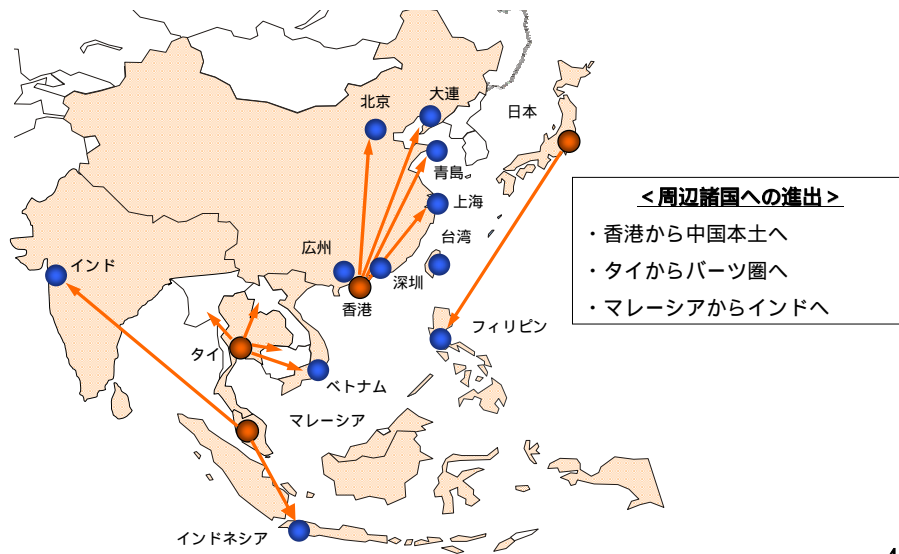 北京
大連
日本
青島
上海
台湾
広州
深圳
香港
インド
タイ
ベトナム
フィリピン
マレーシア
インドネシア
<周辺諸国への進出>
・香港から中国本土へ
・タイからバーツ圏へ
・マレーシアからインドへ